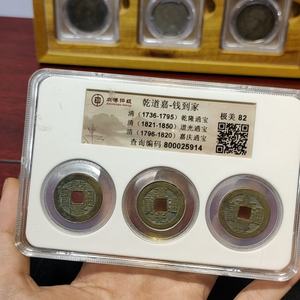 乾道嘉-钱到家
清（1736-1795）乾隆通宝 极美 82
清（1821-1850）道光通宝
清（1796-1820）嘉庆通宝
查询编码 800025914